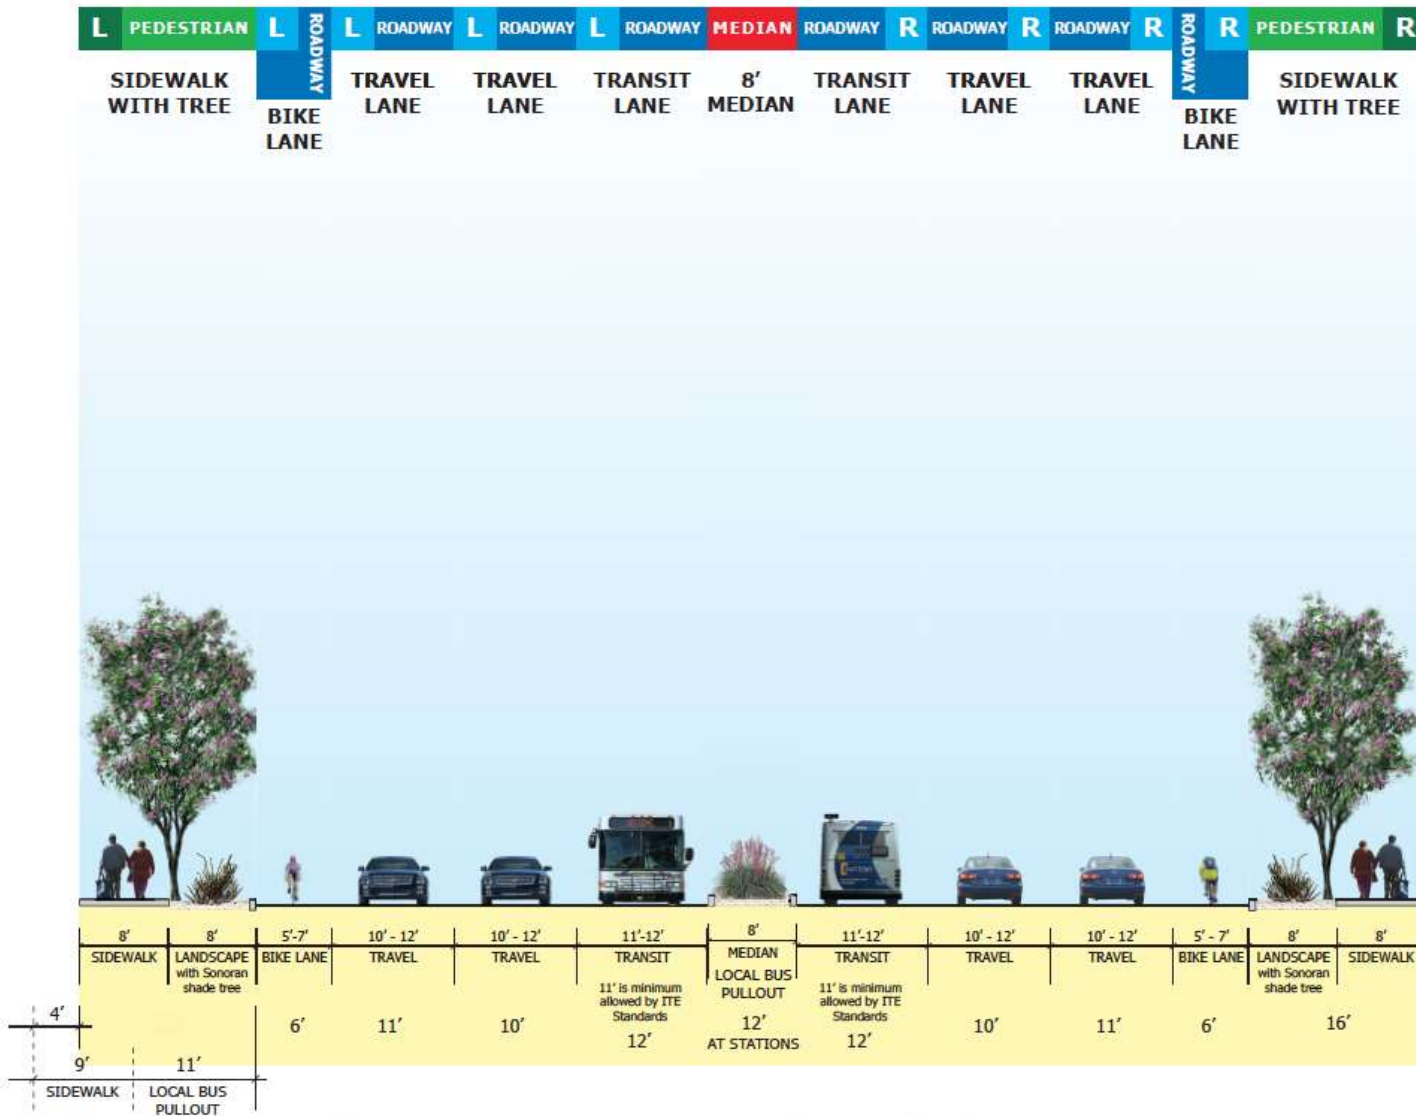 L PEDESTRIAN L ROADWAY L ROADWAY L ROADWAY L ROADWAY MEDIAN ROADWAY R ROADWAY R ROADWAY R ROADWAY R PEDESTRIAN R
SIDEWALK
WITH TREE
BIKE
LANE
TRAVEL
LANE
TRAVEL
LANE
TRANSIT
LANE
8'
MEDIAN
TRANSIT
LANE
TRAVEL
LANE
TRAVEL
LANE
BIKE
LANE
SIDEWALK
WITH TREE
8' 8' 5'-7' 10' - 12' 10' - 12' 11'-12' 8' 11'-12' 10' - 12' 10' - 12' 5' - 7' 8' 8'
SIDEWALK
LANDSCAPE
with Sonoran
shade tree
BIKE LANE
TRAVEL
TRAVEL
TRANSIT
11' is minimum
allowed by ITE
Standards
MEDIAN
LOCAL BUS
PULLOUT
TRANSIT
11' is minimum
allowed by ITE
Standards
TRAVEL
TRAVEL
BIKE LANE
LANDSCAPE
with Sonoran
shade tree
SIDEWALK
4' 6' 11' 10' 12' 12' 12' 10' 11' 6' 16'
AT STATIONS
9' 11'
SIDEWALK
LOCAL BUS
PULLOUT